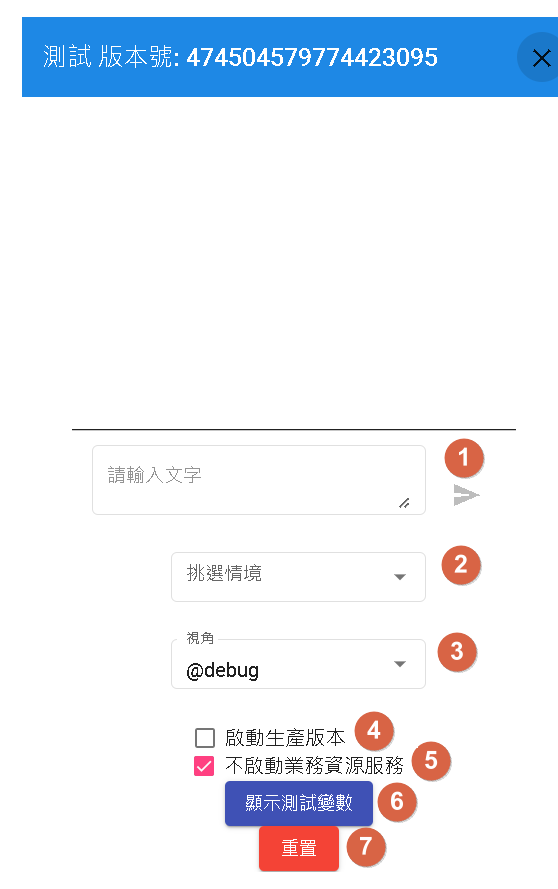 測試 版本號: 474504579774423095
請輸入文字
1
挑選情境
2
視角
@debug
3
啟動生產版本
4
不啟動業務資源服務
5
顯示測試變數
6
重置
7